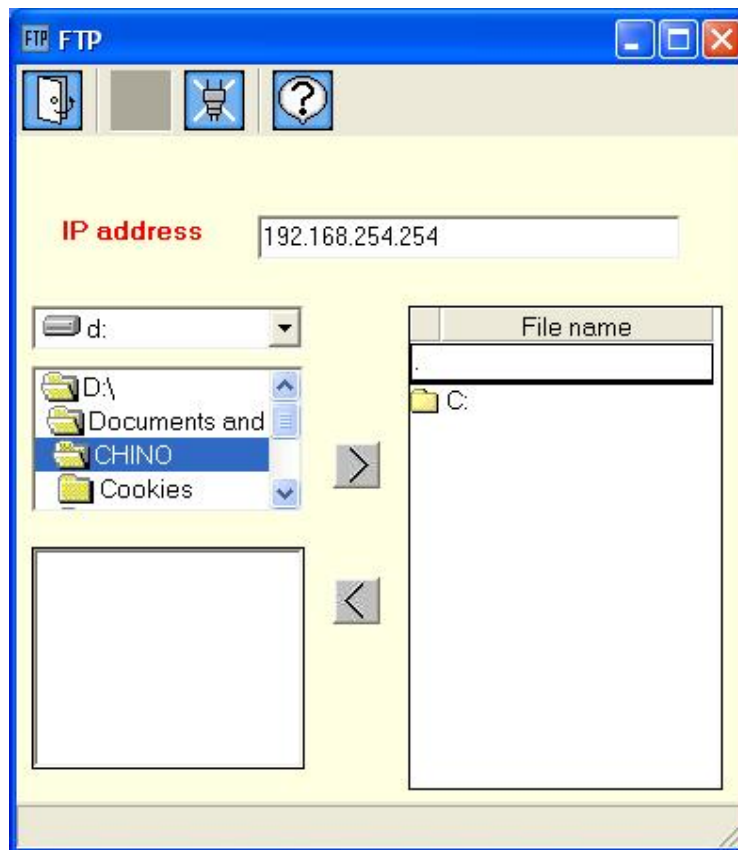 FTP FTP
?
IP address 192.168.254.254
d:
D:\
Documents and
CHINO
Cookies
>
<
File name
.
C: